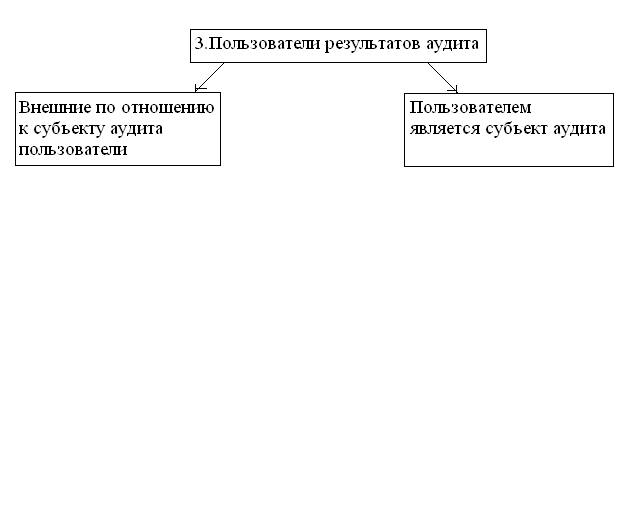 3.Пользователи результатов аудита
Внешние по отношению
к субъекту аудита
пользователи
Пользователем
является субъект аудита